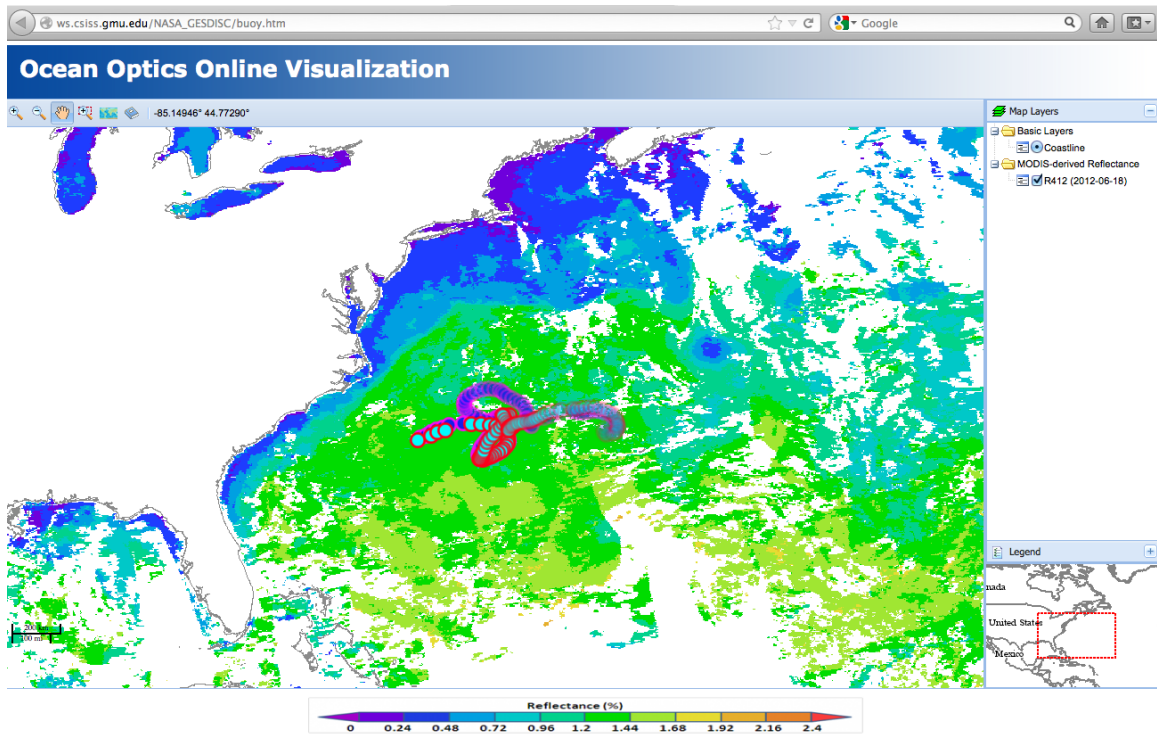 ws.csiss.gmu.edu/NASA_GESDISC/buoy.htm
Google
Ocean Optics Online Visualization
-85.14946° 44.77290°
Map Layers
Basic Layers
Coastline
MODIS-derived Reflectance
R412 (2012-06-18)
Legend
nada
United States
Mexico
100 mi
Reflectance (%)
0 0.24 0.48 0.72 0.96 1.2 1.44 1.68 1.92 2.16 2.4